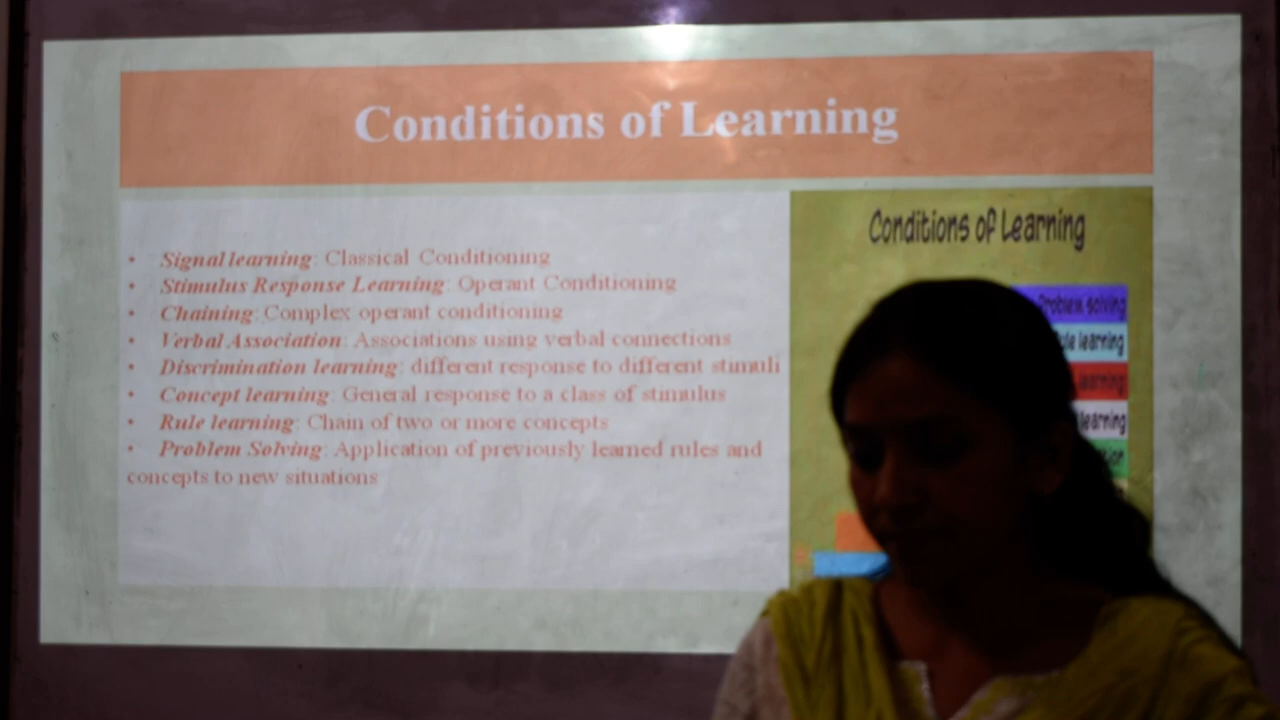 Conditions of Learning
• Signal learning: Classical Conditioning
• Stimulus Response Learning: Operant Conditioning
• Chaining: Complex operant conditioning
• Verbal Association: Associations using verbal connections
• Discrimination learning: different response to different stimuli
• Concept learning: General response to a class of stimulus
• Rule learning: Chain of two or more concepts
• Problem Solving: Application of previously learned rules and
concepts to new situations
Conditions of Learning
Problem solving
learning
learning
learning